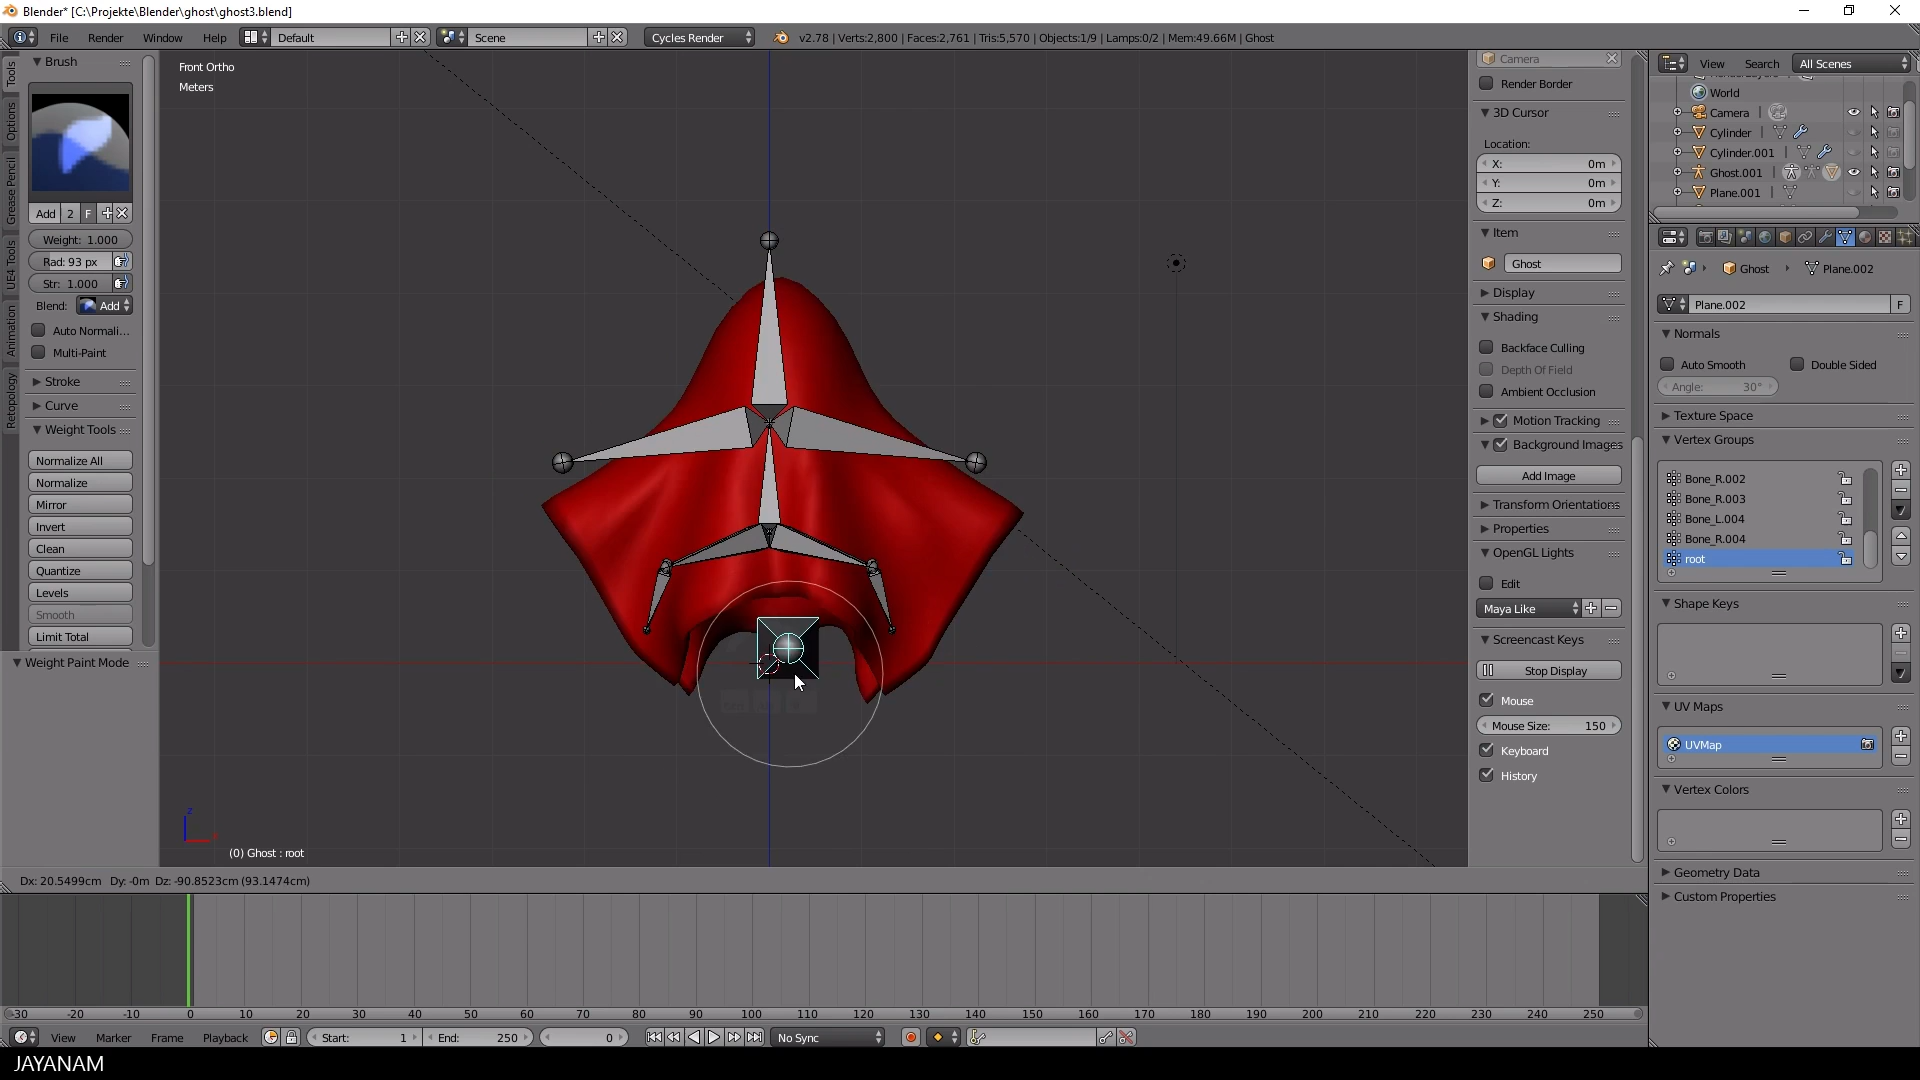 Blender* [C:\Projekte\Blender\ghost\ghost3.blend]
File Render Window Help Default Scene Cycles Render v2.78 | Verts:2,800 | Faces:2,761 | Tris:5,570 | Objects:1/9 | Lamps:0/2 | Mem:49.66M | Ghost
Tools
Options
Grease Pencil
UE4 Tools
Animation
Retopology
Brush
Add 2 F
Weight: 1.000
Rad: 93 px
Str: 1.000
Blend: Add
Auto Normali...
Multi-Paint
Stroke
Curve
Weight Tools
Normalize All
Normalize
Mirror
Invert
Clean
Quantize
Levels
Smooth
Limit Total
Weight Paint Mode
Front Ortho
Meters
z
(0) Ghost : root
Dx: 20.5499cm Dy: -0m Dz: -90.8523cm (93.1474cm)
Camera
Render Border
3D Cursor
Location:
X: 0m
Y: 0m
Z: 0m
Item
Ghost
Display
Shading
Backface Culling
Depth Of Field
Ambient Occlusion
Motion Tracking
Background Images
Add Image
Transform Orientations
Properties
OpenGL Lights
Edit
Maya Like
Screencast Keys
Stop Display
Mouse
Mouse Size: 150
Keyboard
History
View Search All Scenes
World
Camera
Cylinder
Cylinder.001
Ghost.001
Plane.001
Ghost Plane.002
Plane.002 F
Normals
Auto Smooth Double Sided
Angle: 30°
Texture Space
Vertex Groups
Bone_R.002
Bone_R.003
Bone_L.004
Bone_R.004
root
Shape Keys
UV Maps
UVMap
Vertex Colors
Geometry Data
Custom Properties
-30 -20 -10 0 10 20 30 40 50 60 70 80 90 100 110 120 130 140 150 160 170 180 190 200 210 220 230 240 250
View Marker Frame Playback Start: 1 End: 250 0 No Sync
JAYANAM